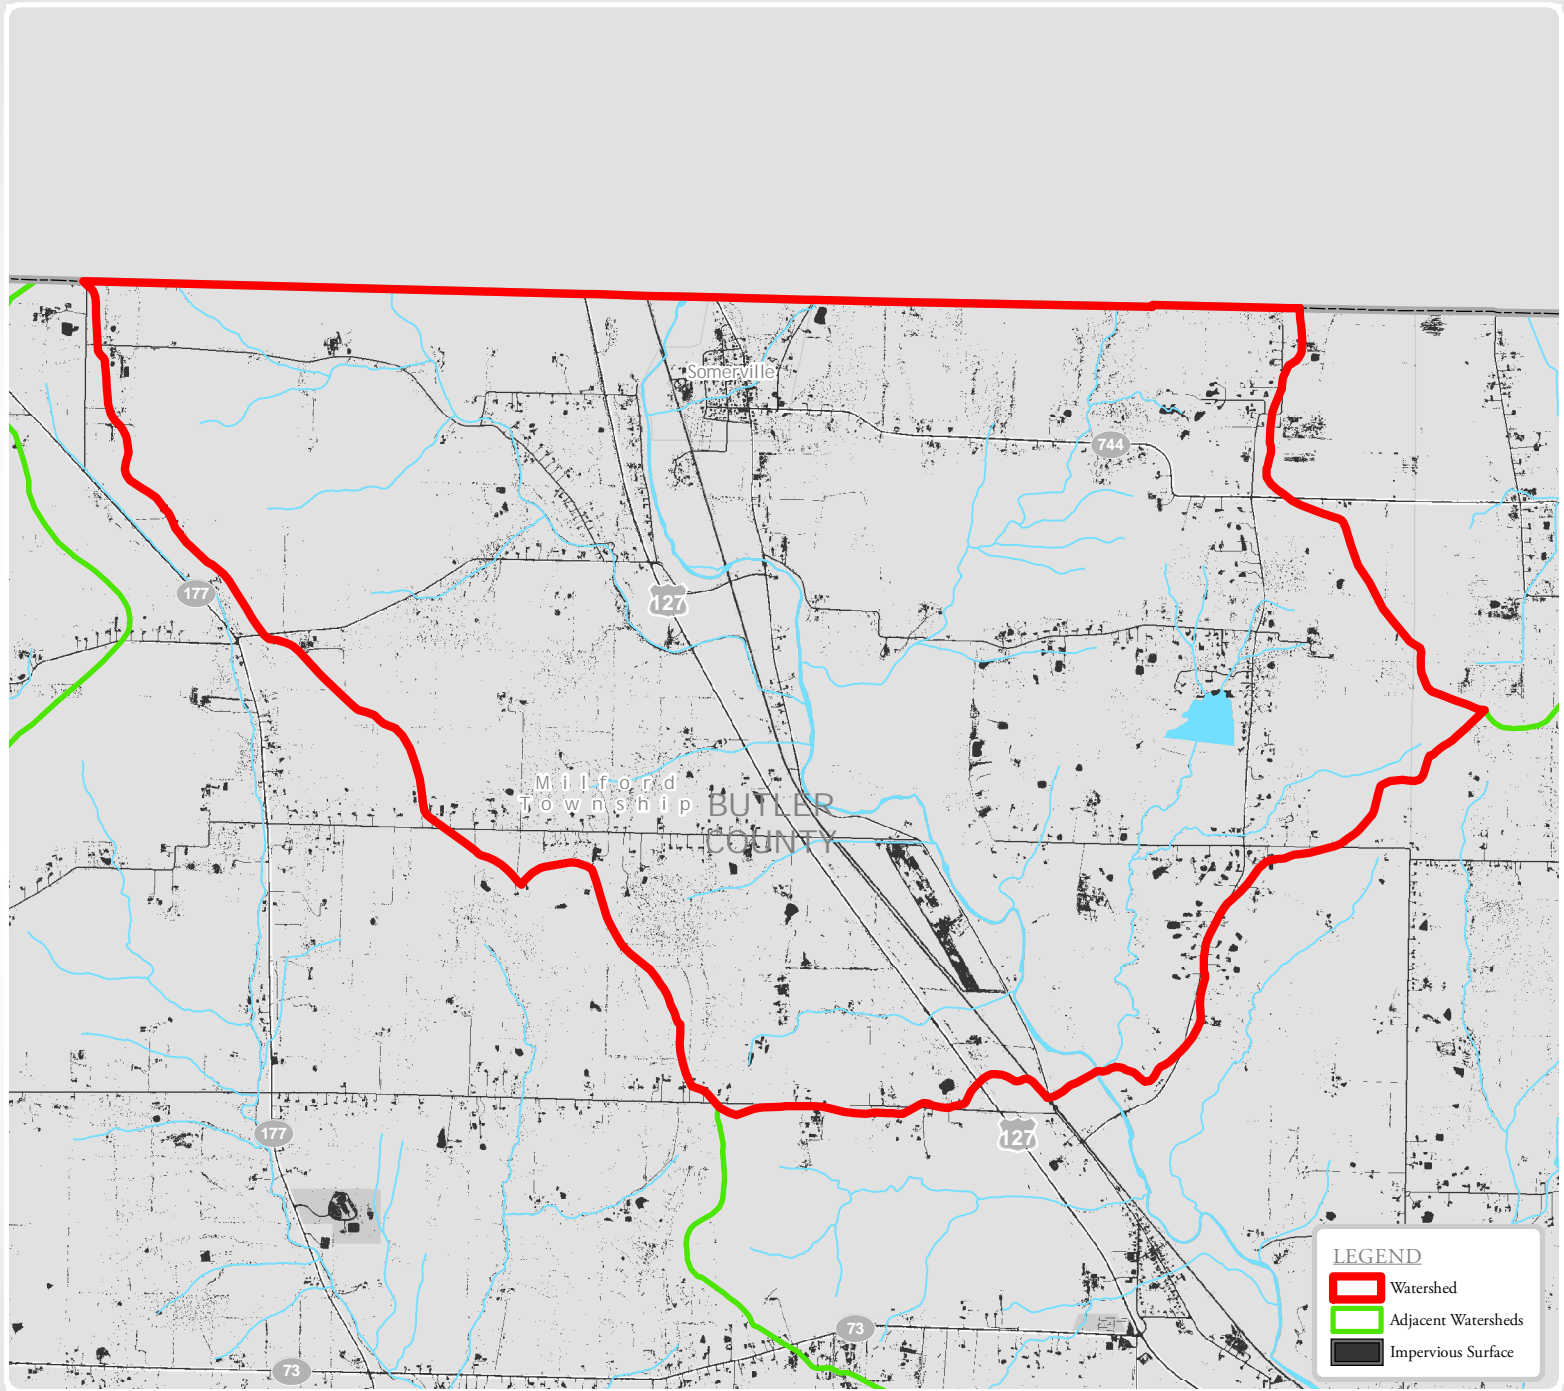 Somerville
744
177
127
Milford
Township
BUTLER
COUNTY
177
127
73
73
LEGEND
Watershed
Adjacent Watersheds
Impervious Surface